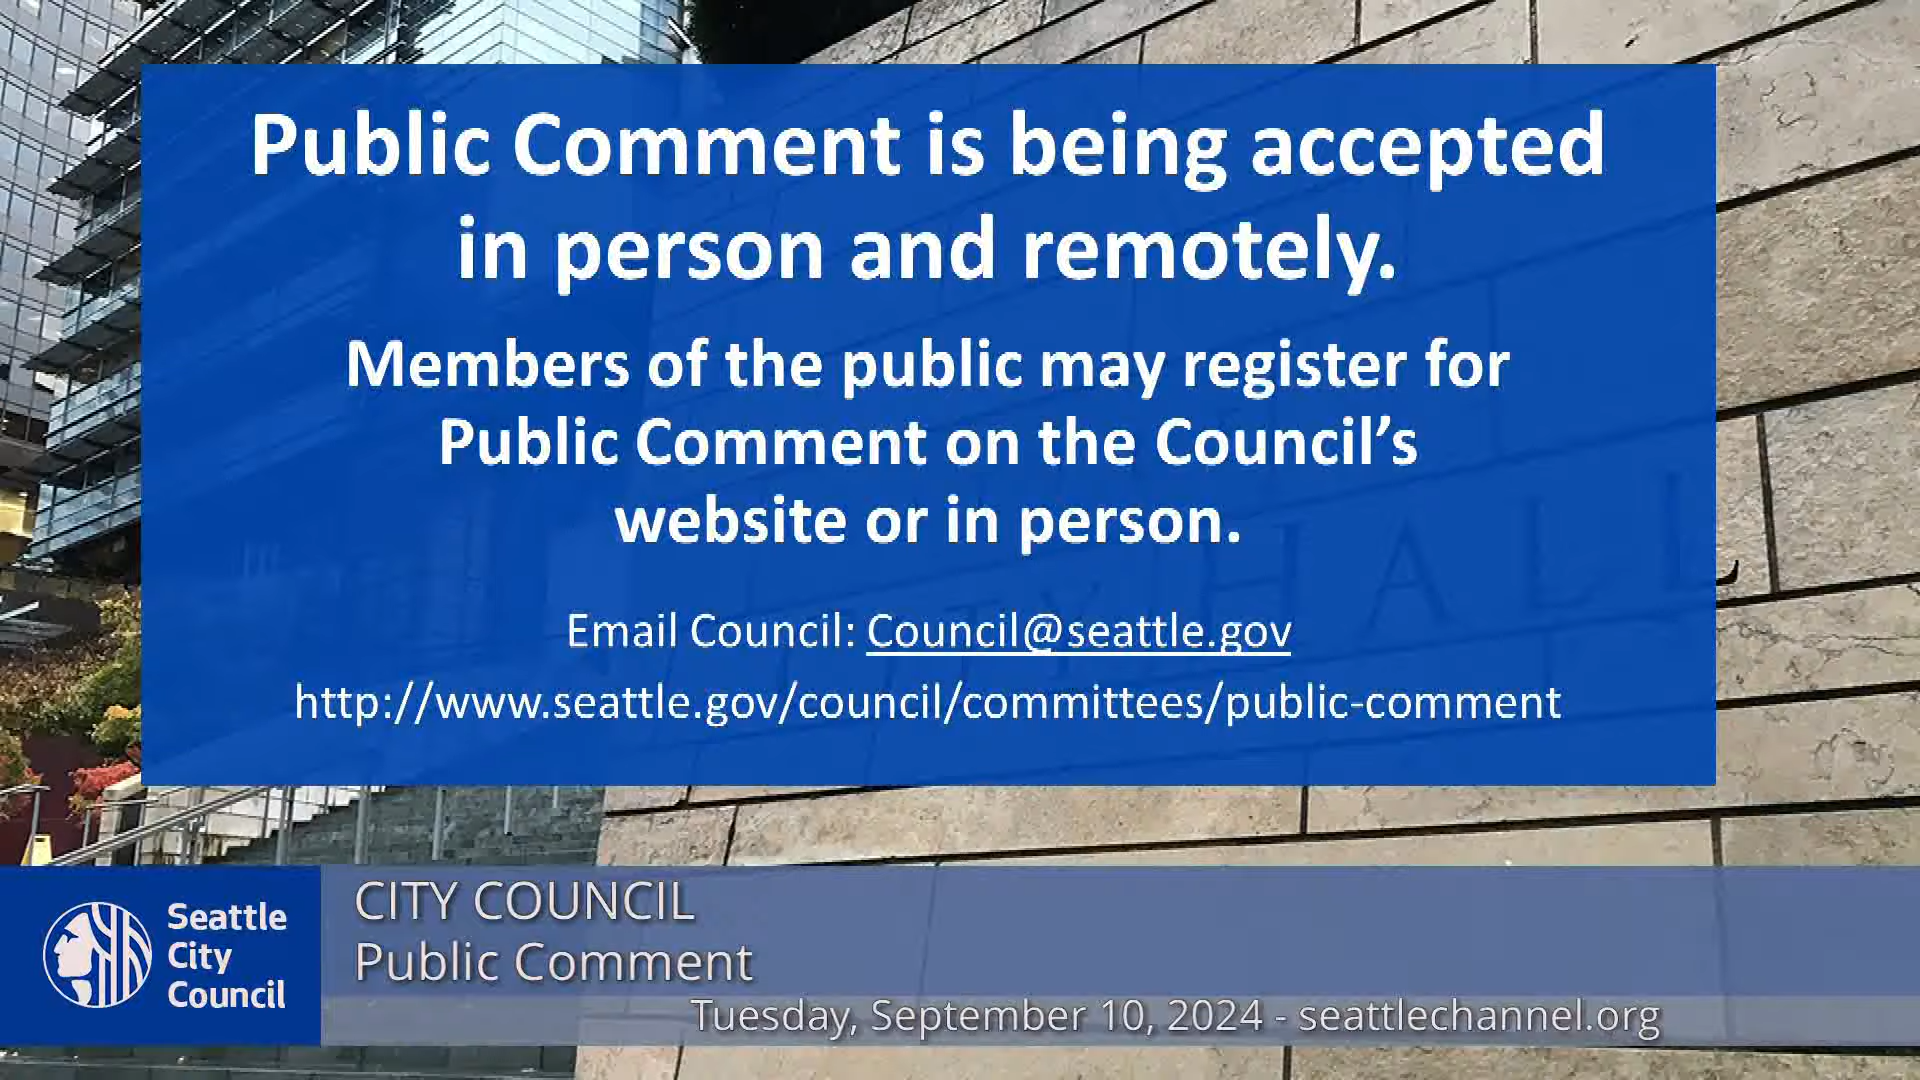 Public Comment is being accepted
in person and remotely.
Members of the public may register for
Public Comment on the Council’s
website or in person.
Email Council: Council@seattle.gov
http://www.seattle.gov/council/committees/public-comment
CITY HALL
Seattle
City
Council
CITY COUNCIL
Public Comment
Tuesday, September 10, 2024 - seattlechannel.org